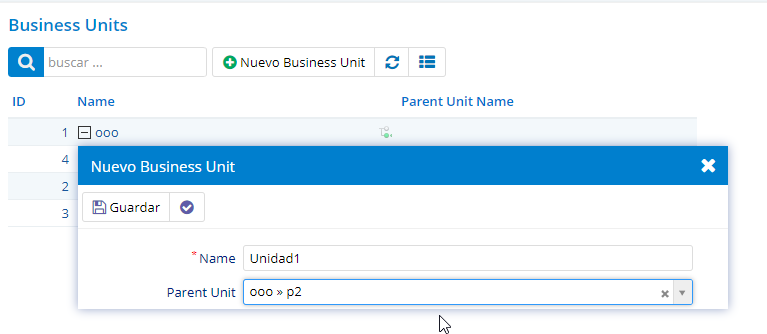 Business Units
buscar ...
Nuevo Business Unit
ID Name Parent Unit Name
1 ooo
4
2
3
Nuevo Business Unit
Guardar
* Name Unidad1
Parent Unit ooo » p2